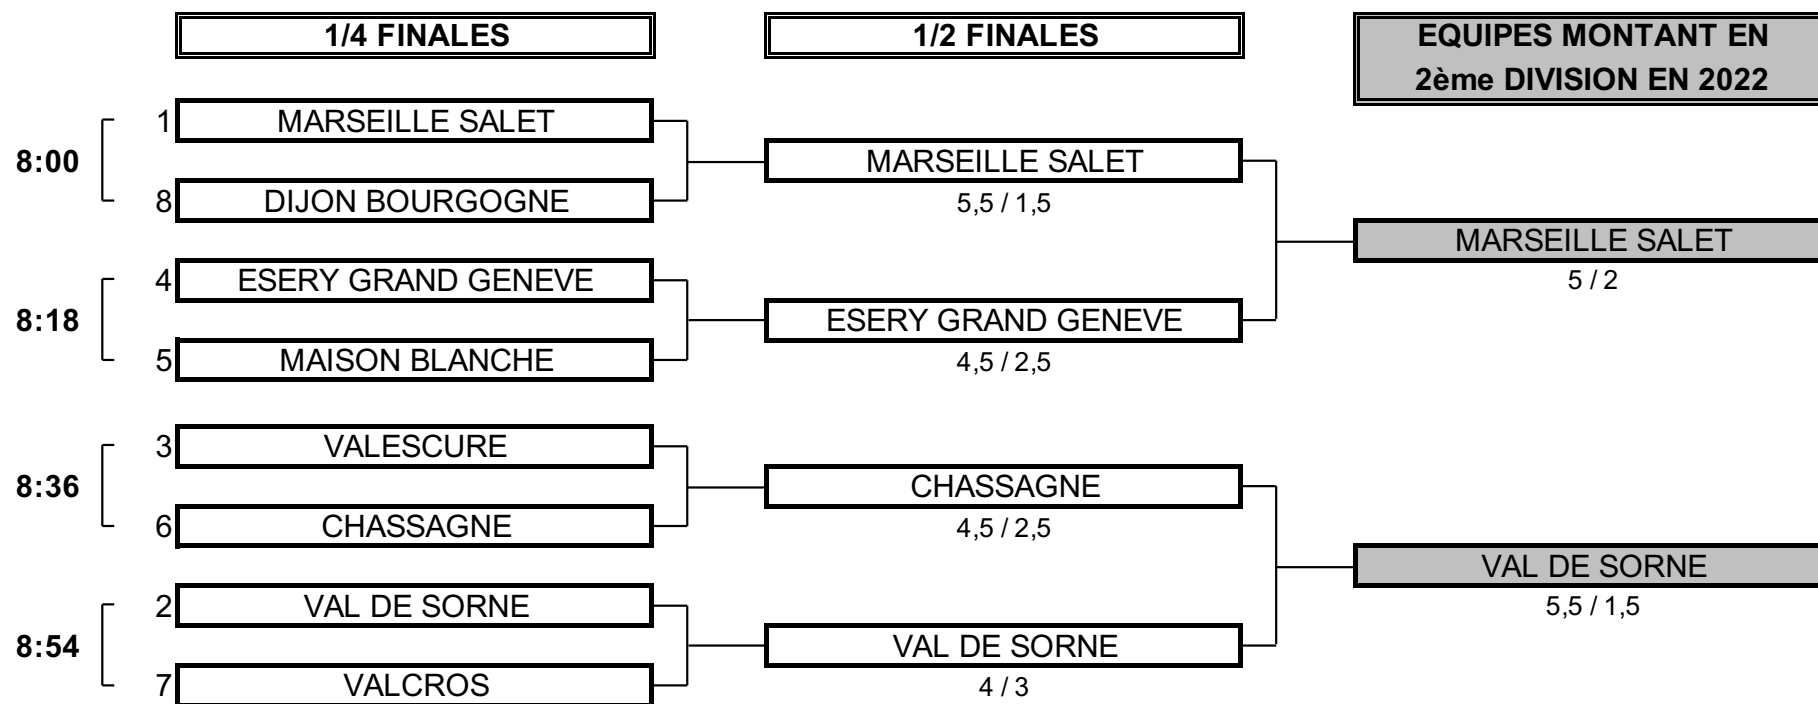 1/4 FINALES
1/2 FINALES
EQUIPES MONTANT EN
2ème DIVISION EN 2022
8:00
1 MARSEILLE SALET
8 DIJON BOURGOGNE
MARSEILLE SALET
5,5 / 1,5
8:18
4 ESERY GRAND GENEVE
5 MAISON BLANCHE
ESERY GRAND GENEVE
4,5 / 2,5
MARSEILLE SALET
5 / 2
8:36
3 VALESCURE
6 CHASSAGNE
CHASSAGNE
4,5 / 2,5
8:54
2 VAL DE SORNE
7 VALCROS
VAL DE SORNE
4 / 3
VAL DE SORNE
5,5 / 1,5